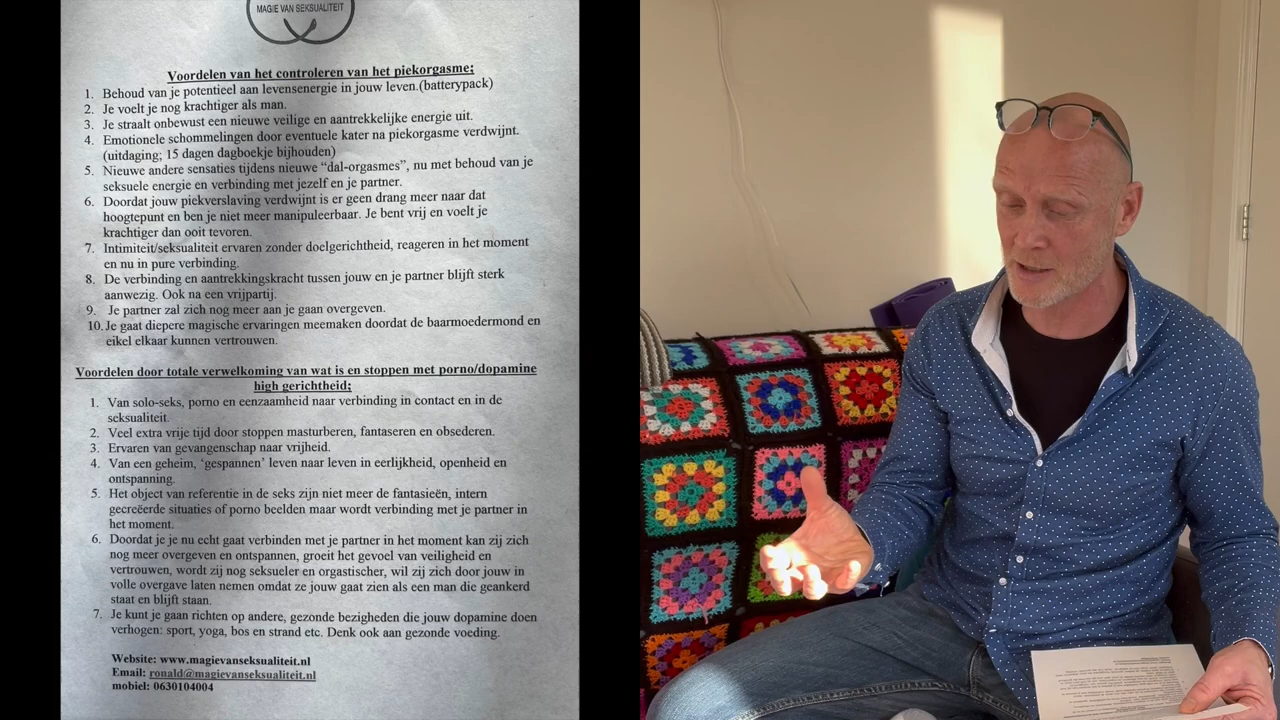 MAGIE VAN SEKSUALITEIT
Voordelen van het controleren van het piekorgasme;
1. Behoud van je potentieel aan levensenergie in jouw leven.(batterypack)
2. Je voelt je nog krachtiger als man.
3. Je straalt onbewust een nieuwe veilige en aantrekkelijke energie uit.
4. Emotionele schommelingen door eventuele kater na piekorgasme verdwijnt.
(uitdaging; 15 dagen dagboekje bijhouden)
5. Nieuwe andere sensaties tijdens nieuwe “dal-orgasmes”, nu met behoud van je
seksuele energie en verbinding met jezelf en je partner.
6. Doordat jouw piekverslaving verdwijnt is er geen drang meer naar dat
hoogtepunt en ben je niet meer manipuleerbaar. Je bent vrij en voelt je
krachtiger dan ooit tevoren.
7. Intimiteit/seksualiteit ervaren zonder doelgerichtheid, reageren in het moment
en nu in pure verbinding.
8. De verbinding en aantrekkingskracht tussen jouw en je partner blijft sterk
aanwezig. Ook na een vrijpartij.
9. Je partner zal zich nog meer aan je gaan overgeven.
10. Je gaat diepere magische ervaringen meemaken doordat de baarmoedermond en
eikel elkaar kunnen vertrouwen.
Voordelen door totale verwelkoming van wat is en stoppen met porno/dopamine
high gerichtheid;
1. Van solo-seks, porno en eenzaamheid naar verbinding in contact en in de
seksualiteit.
2. Veel extra vrije tijd door stoppen masturberen, fantaseren en obsederen.
3. Ervaren van gevangenschap naar vrijheid.
4. Van een geheim, ‘gespannen’ leven naar leven in eerlijkheid, openheid en
ontspanning.
5. Het object van referentie in de seks zijn niet meer de fantasieën, intern
gecreëerde situaties of porno beelden maar wordt verbinding met je partner in
het moment.
6. Doordat je je nu echt gaat verbinden met je partner in het moment kan zij zich
nog meer overgeven en ontspannen, groeit het gevoel van veiligheid en
vertrouwen, wordt zij nog seksueler en orgastischer, wil zij zich door jouw in
volle overgave laten nemen omdat ze jouw gaat zien als een man die geankerd
staat en blijft staan.
7. Je kunt je gaan richten op andere, gezonde bezigheden die jouw dopamine doen
verhogen: sport, yoga, bos en strand etc. Denk ook aan gezonde voeding.
Website: www.magievanseksualiteit.nl
Email: ronald@magievanseksualiteit.nl
mobiel: 0630104004